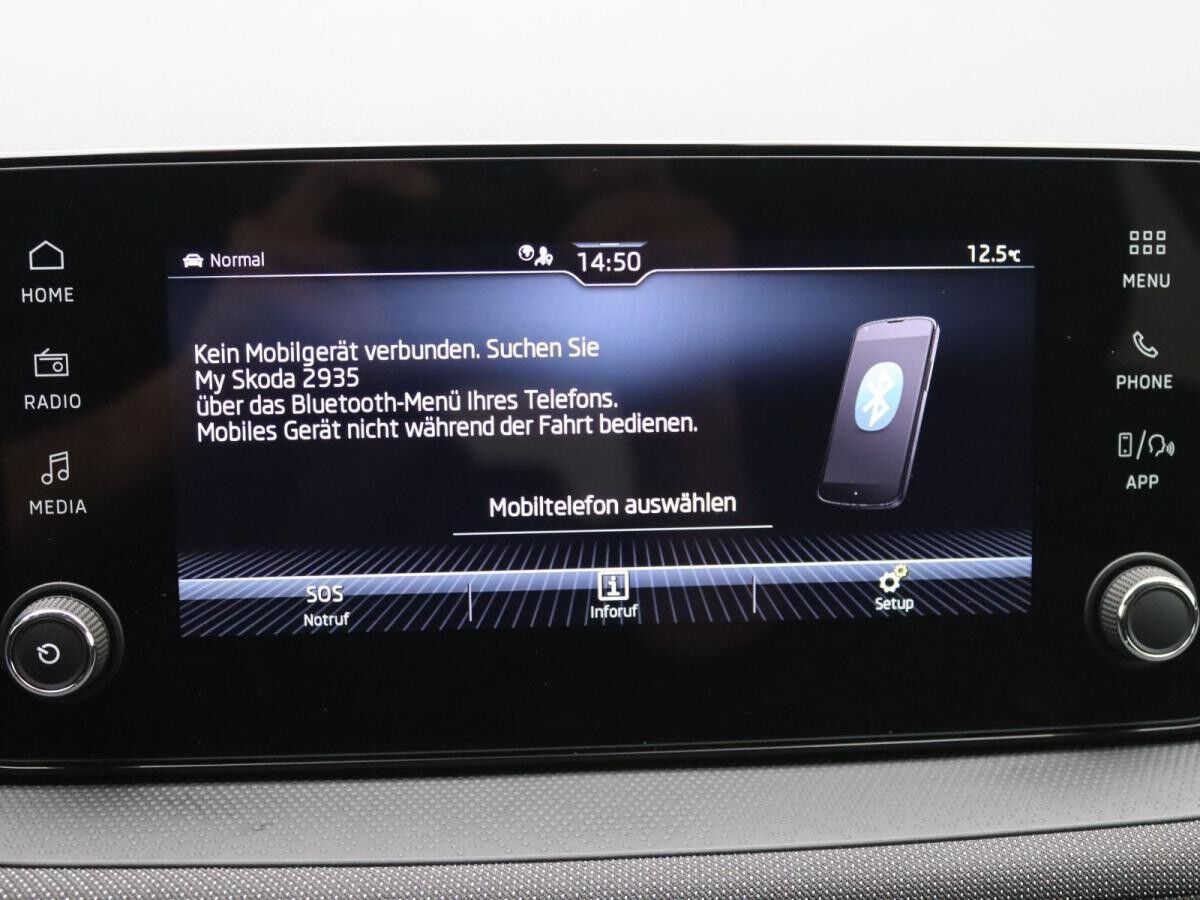 HOME
RADIO
MEDIA
Normal
14:50
12.5°C
Kein Mobilgerät verbunden. Suchen Sie
My Skoda 2935
über das Bluetooth-Menü Ihres Telefons.
Mobiles Gerät nicht während der Fahrt bedienen.
Mobiltelefon auswählen
SOS
Notruf
i
Inforuf
Setup
MENU
PHONE
APP